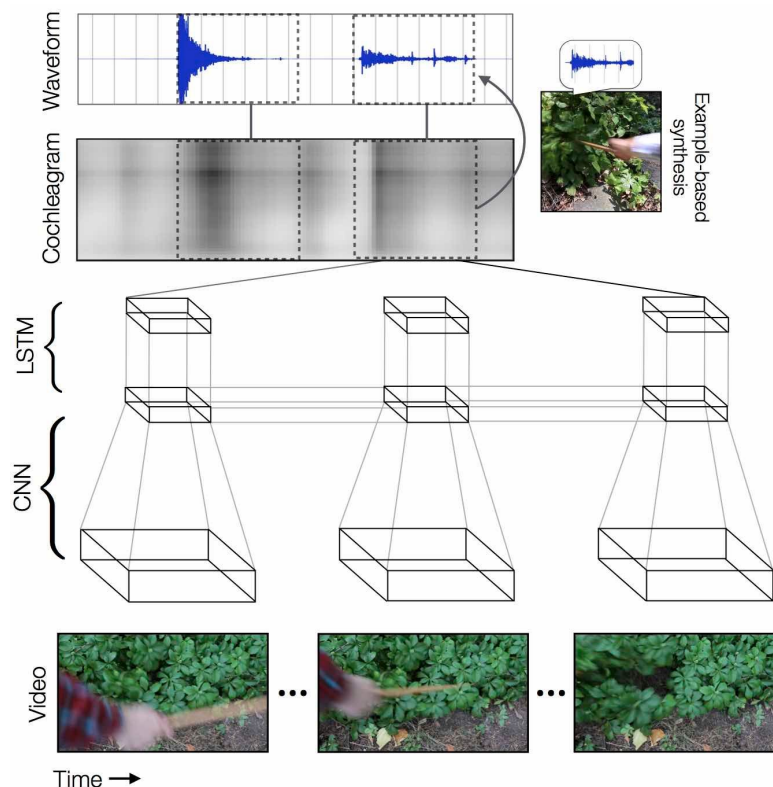 Waveform
Example-based
synthesis
Cochleagram
LSTM
CNN
Video
Time